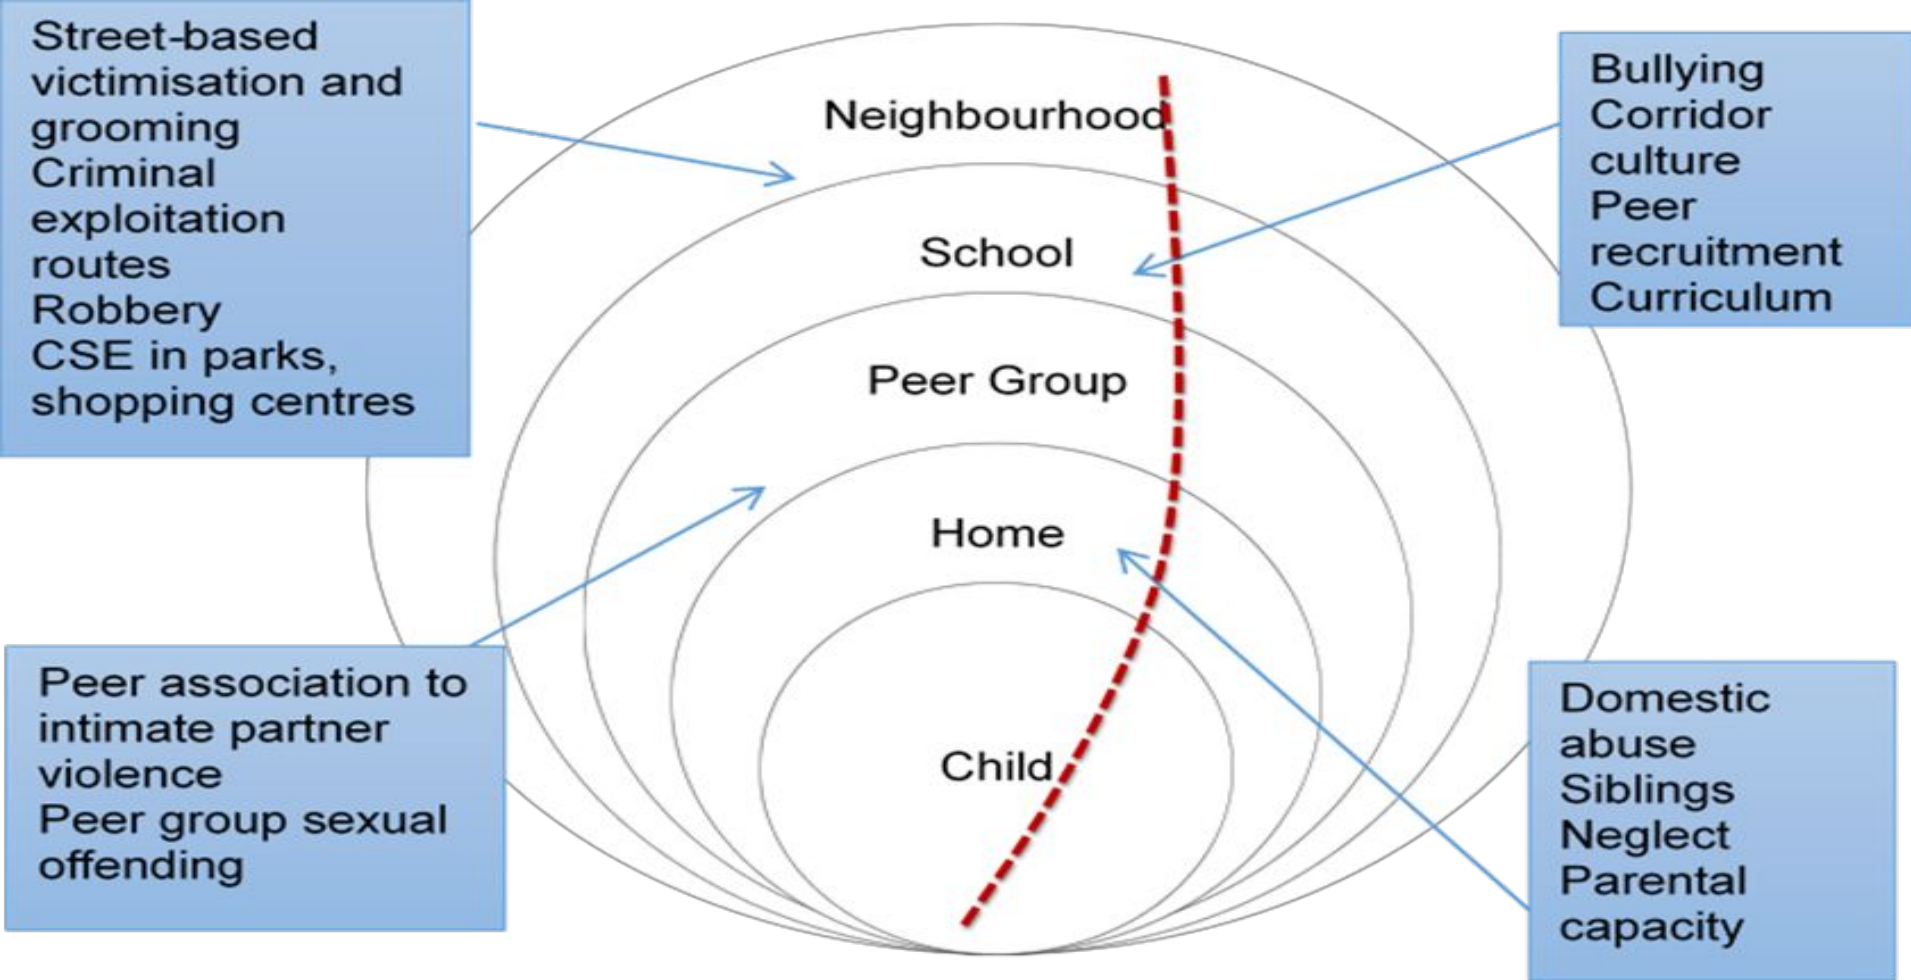 Street-based
victimisation and
grooming
Criminal
exploitation
routes
Robbery
CSE in parks,
shopping centres
Neighbourhood
School
Peer Group
Home
Child
Bullying
Corridor
culture
Peer
recruitment
Curriculum
Peer association to
intimate partner
violence
Peer group sexual
offending
Domestic
abuse
Siblings
Neglect
Parental
capacity